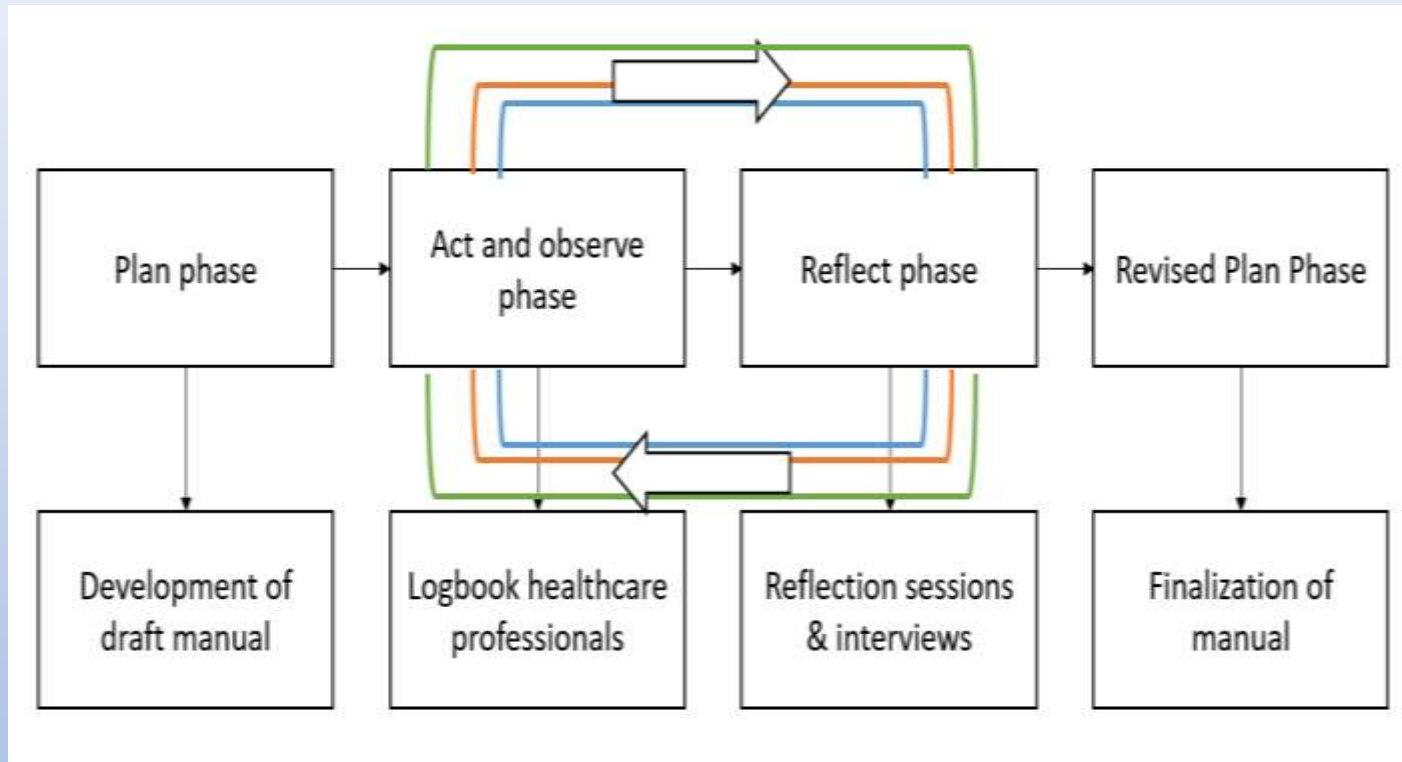 Plan phase
Act and observe
phase
Reflect phase
Revised Plan Phase
Development of
draft manual
Logbook healthcare
professionals
Reflection sessions
& interviews
Finalization of
manual